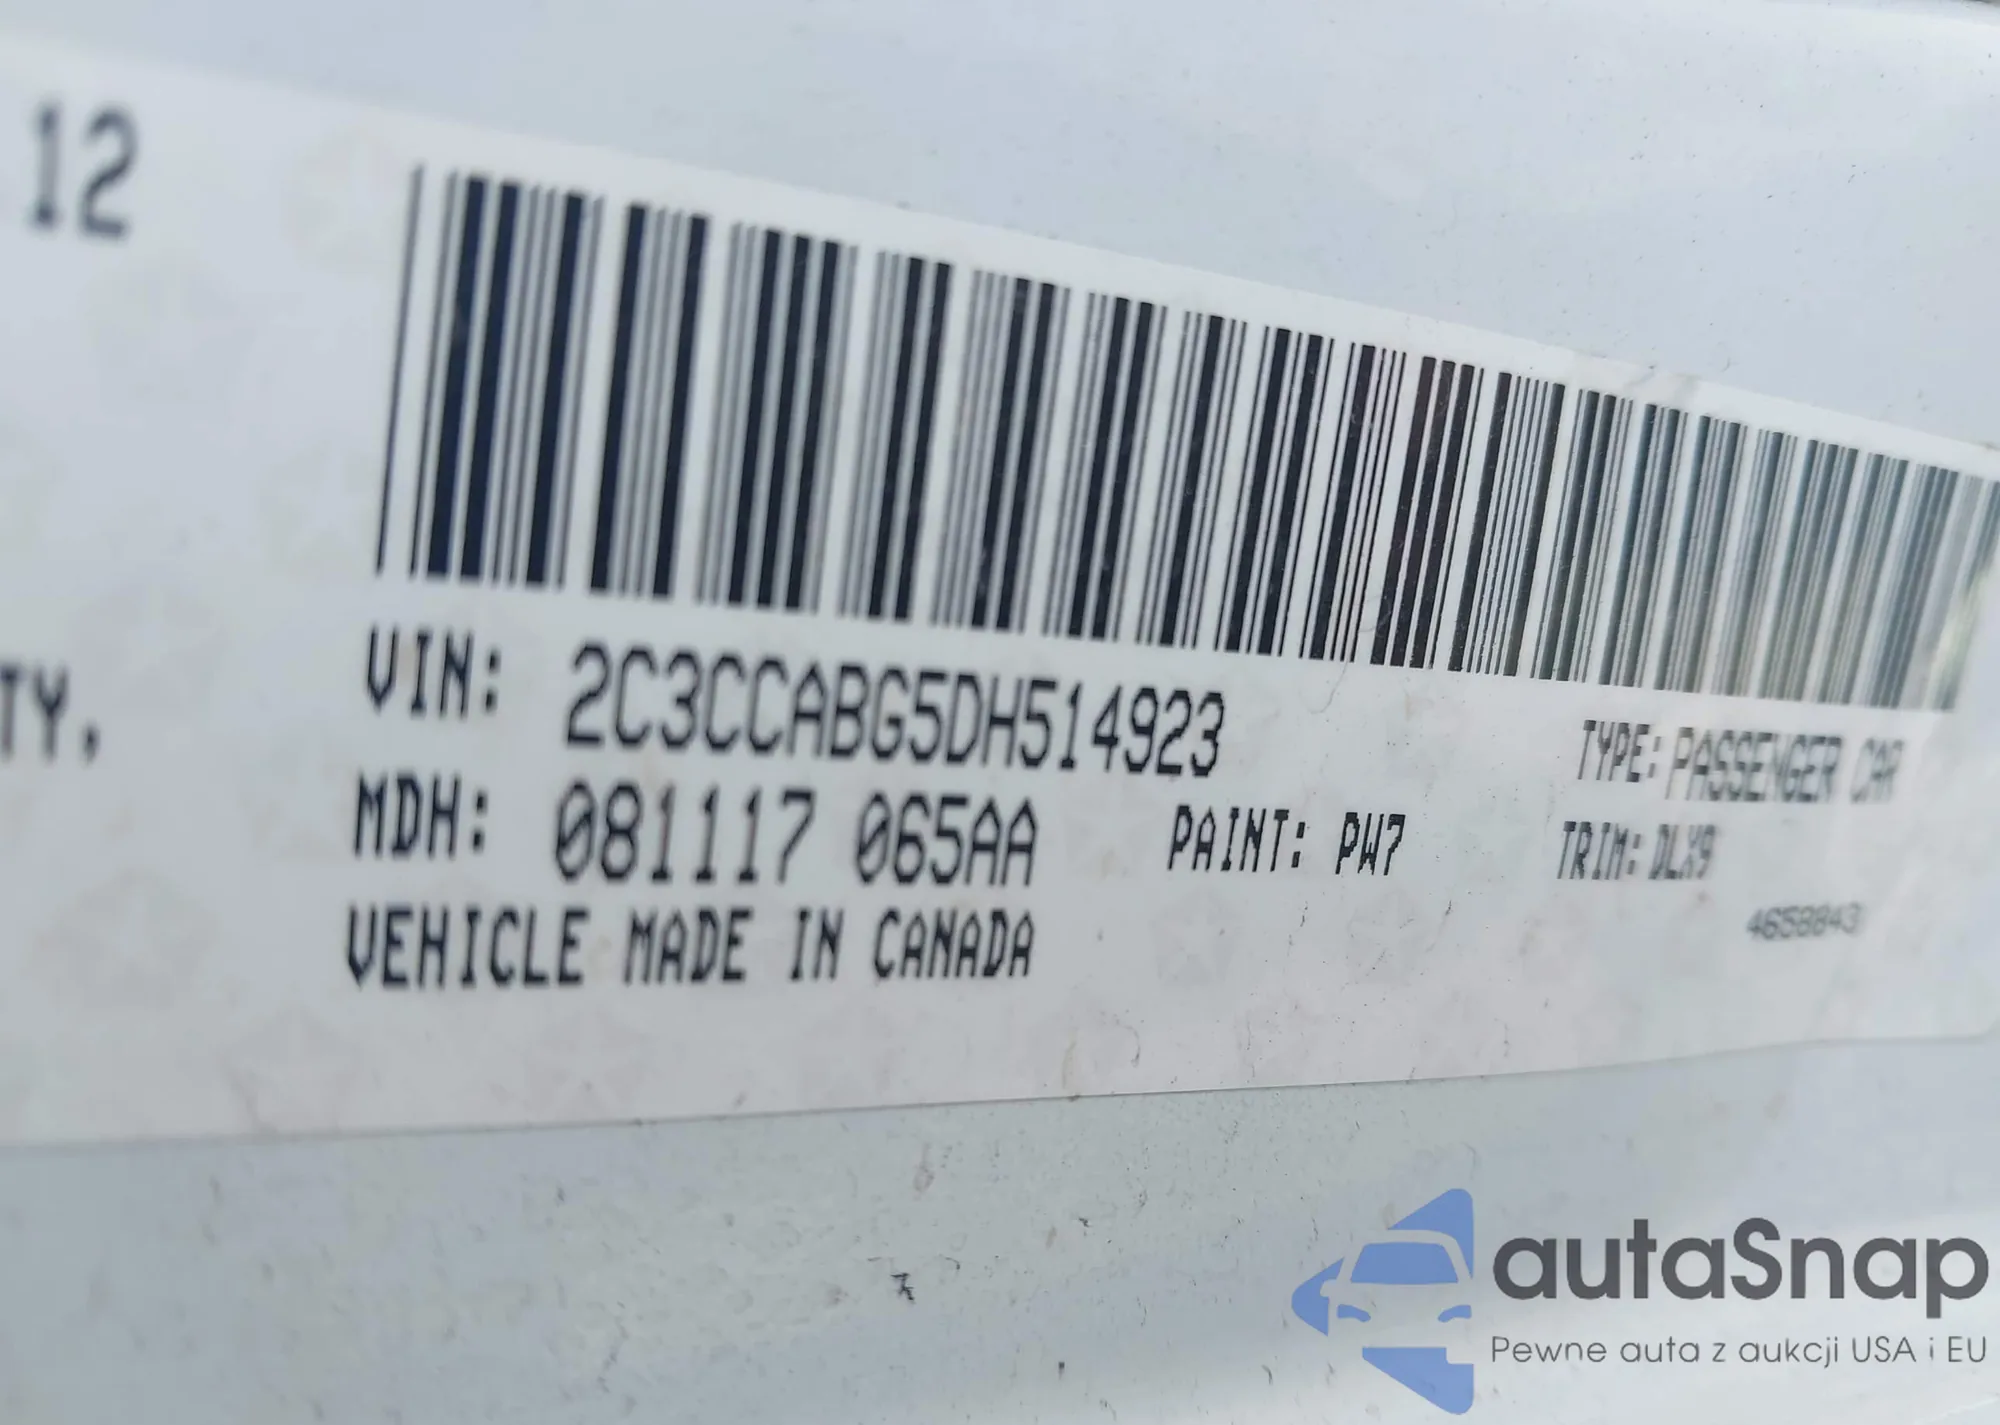 12
TY,
VIN: 2C3CCABG5DH514923
TYPE: PASSENGER CAR
MDH: 081117 065AA
PAINT: PW7
TRIM: DLX9
VEHICLE MADE IN CANADA
4658843
autaSnap
Pewne auta z aukcji USA i EU